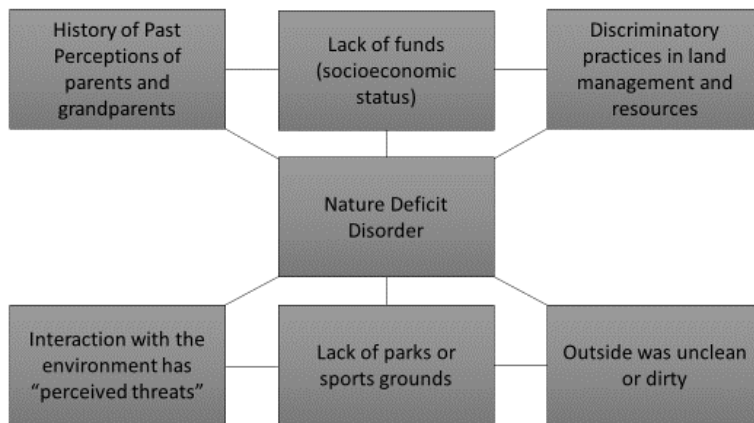 History of Past
Perceptions of
parents and
grandparents
Lack of funds
(socioeconomic
status)
Discriminatory
practices in land
management and
resources
Nature Deficit
Disorder
Interaction with the
environment has
“perceived threats”
Lack of parks or
sports grounds
Outside was unclean
or dirty